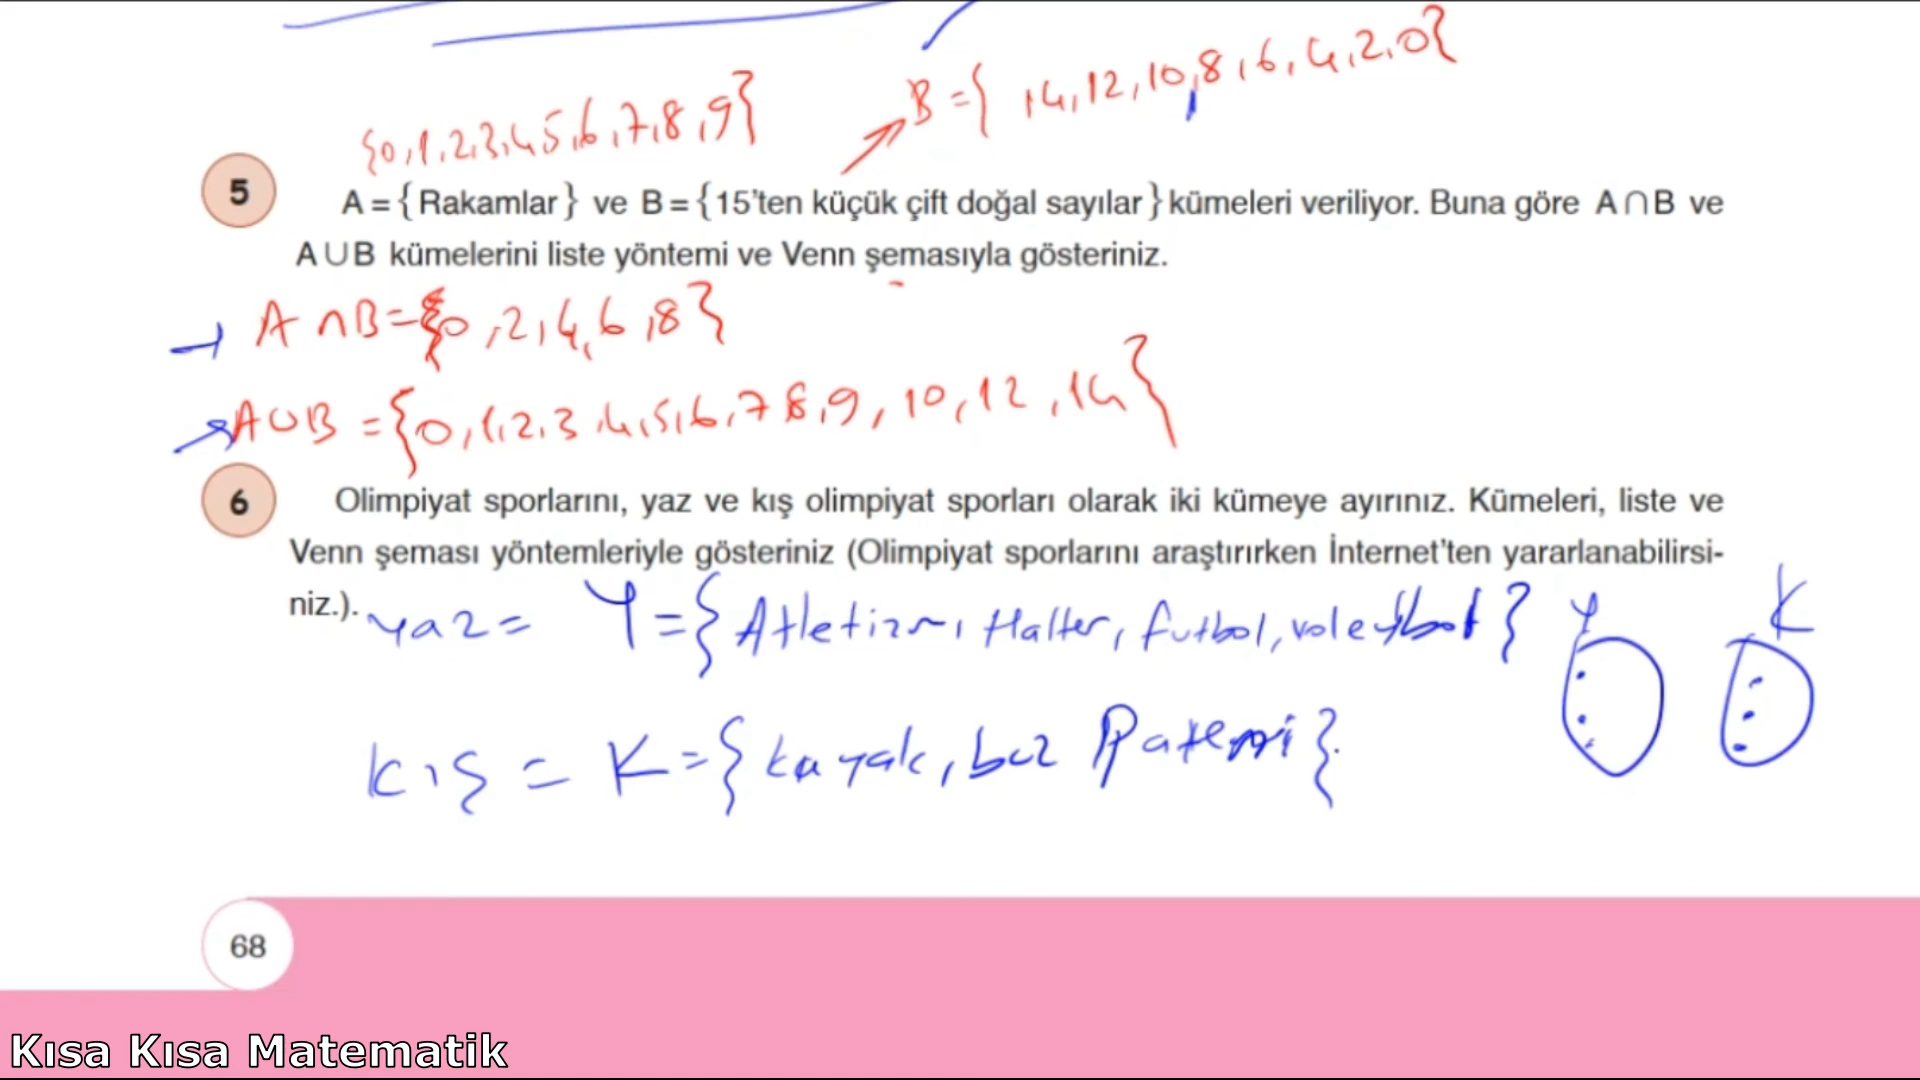 B = { 14, 12, 10, 8, 6, 4, 2, 0}
{0, 1, 2, 3, 4, 5, 6, 7, 8, 9}
5
A = { Rakamlar } ve B = { 15'ten küçük çift doğal sayılar } kümeleri veriliyor. Buna göre A ∩ B ve
A ∪ B kümelerini liste yöntemi ve Venn şemasıyla gösteriniz.
A ∩ B = {0, 2, 4, 6, 8}
A ∪ B = {0, 1, 2, 3, 4, 5, 6, 7, 8, 9, 10, 12, 14}
6
Olimpiyat sporlarını, yaz ve kış olimpiyat sporları olarak iki kümeye ayırınız. Kümeleri, liste ve
Venn şeması yöntemleriyle gösteriniz (Olimpiyat sporlarını araştırırken İnternet'ten yararlanabilirsi-
niz.).
yaz = Y = {Atletizm, Halter, futbol, voleybol}
Y
K
kış = K = {kayak, buz Pateni}
68
Kısa Kısa Matematik